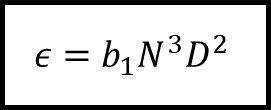 ϵ = b₁N³D²